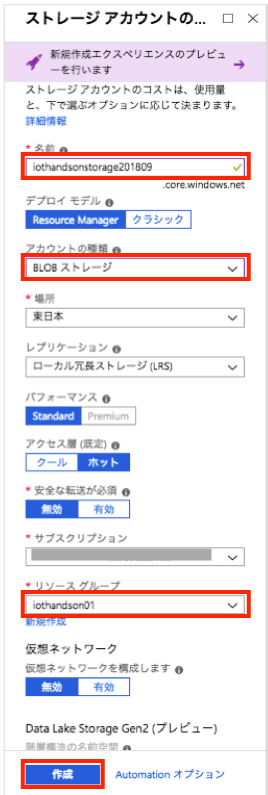 ストレージ アカウントの...
新規作成エクスペリエンスのプレビュ
ーを行います
ストレージ アカウントのコストは、使用量
と、下で選ぶオプションに応じて決まります。
詳細情報
* 名前
iothandsonstorage201809
.core.windows.net
デプロイ モデル
Resource Manager クラシック
アカウントの種類
BLOB ストレージ
* 場所
東日本
レプリケーション
ローカル冗長ストレージ (LRS)
パフォーマンス
Standard Premium
アクセス層 (既定)
クール ホット
* 安全な転送が必須
無効 有効
* サブスクリプション
* リソース グループ
iothandson01
新規作成
仮想ネットワーク
仮想ネットワークを構成します
無効 有効
Data Lake Storage Gen2 (プレビュー)
階層構造の名前空間
作成 Automation オプション